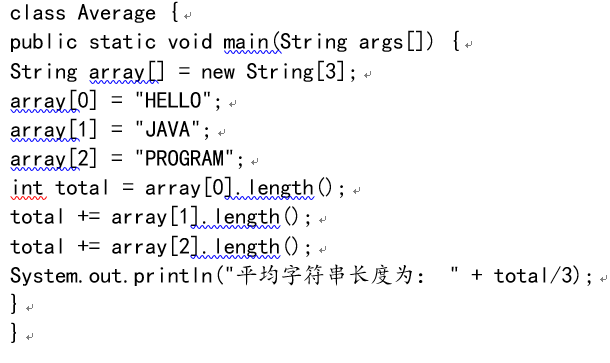 class Average {
public static void main(String args[]) {
String array[] = new String[3];
array[0] = "HELLO";
array[1] = "JAVA";
array[2] = "PROGRAM";
int total = array[0].length();
total += array[1].length();
total += array[2].length();
System.out.println("平均字符串长度为： " + total/3);
}
}